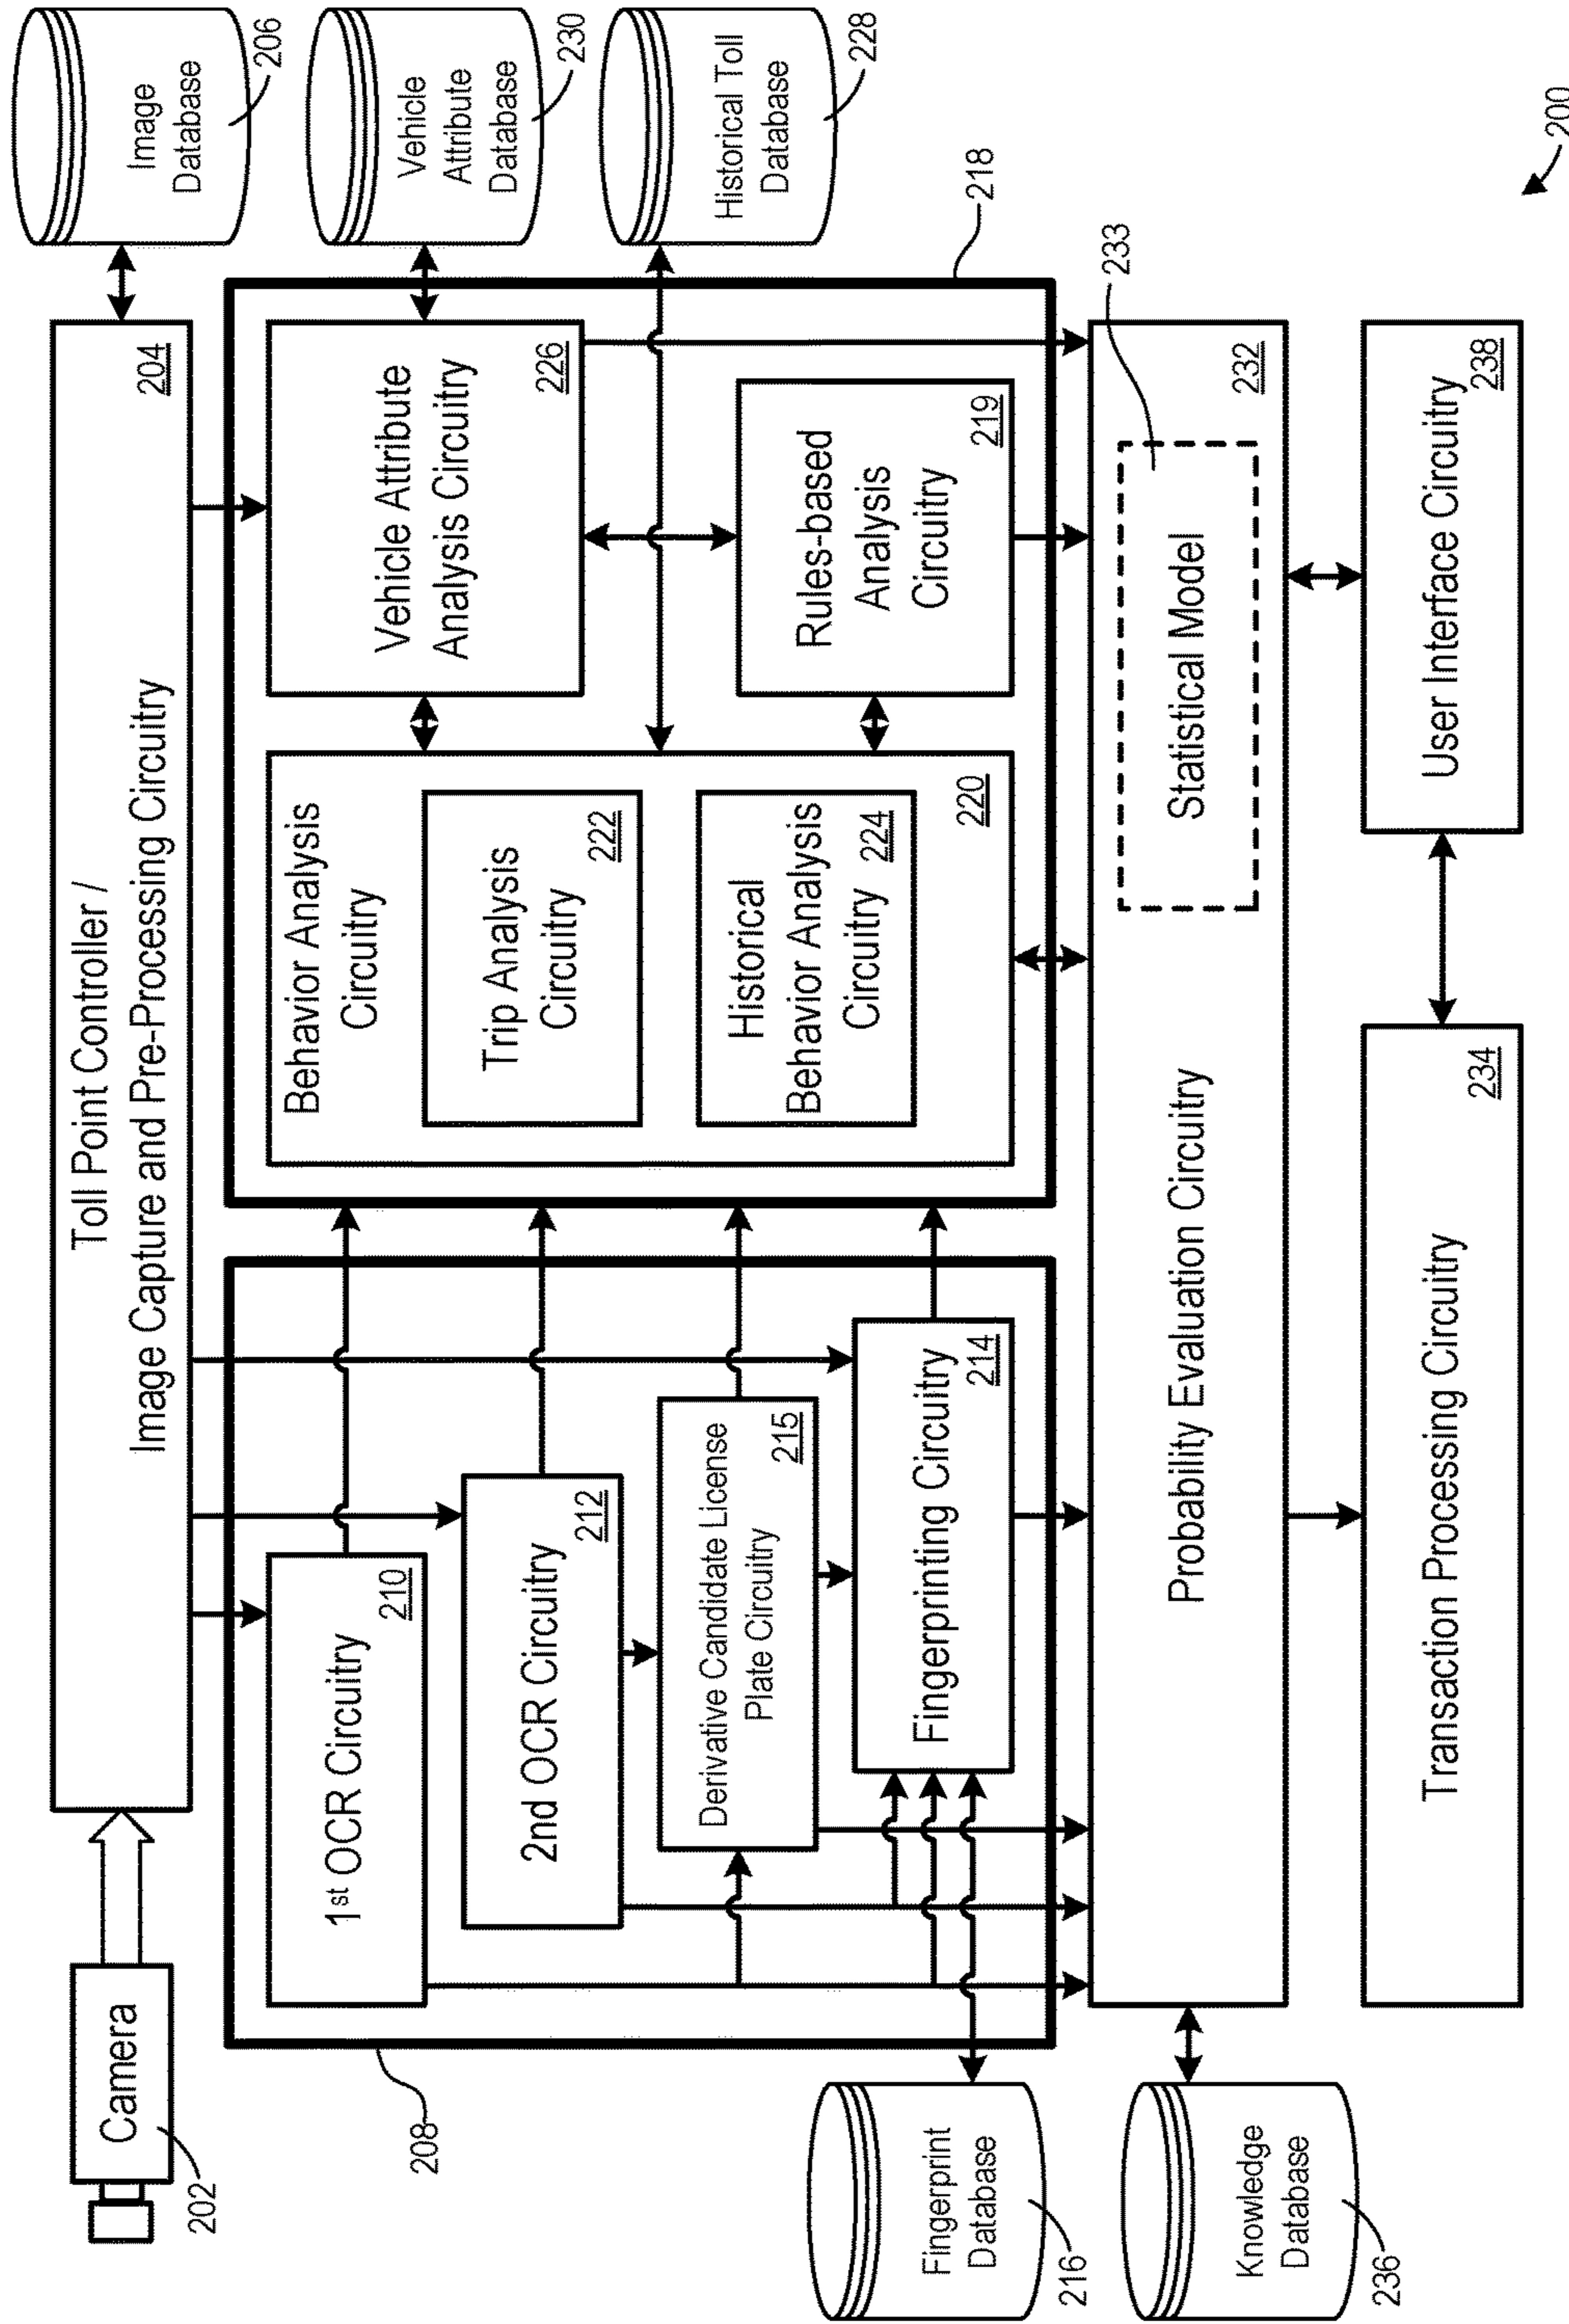 Camera
202
Toll Point Controller /
Image Capture and Pre-Processing Circuitry
204
Image
Database
206
208
1st OCR Circuitry
210
2nd OCR Circuitry
212
Derivative Candidate License
Plate Circuitry
215
Fingerprinting Circuitry
214
Behavior Analysis
Circuitry
Trip Analysis
Circuitry
222
Historical
Behavior Analysis
Circuitry
224
220
Vehicle Attribute
Analysis Circuitry
226
Rules-based
Analysis
Circuitry
219
Vehicle
Attribute
Database
230
Historical Toll
Database
228
218
Fingerprint
Database
216
Knowledge
Database
236
Probability Evaluation Circuitry
Statistical Model
232
233
Transaction Processing Circuitry
234
User Interface Circuitry
238
200